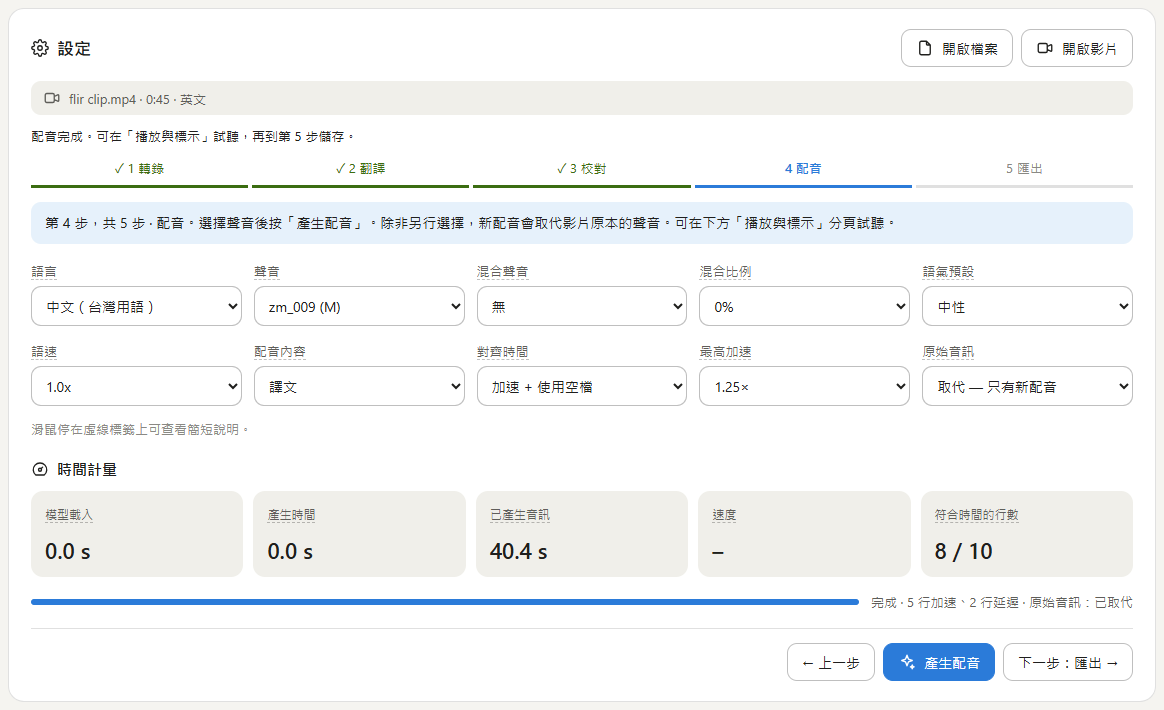 設定
開啟檔案
開啟影片
flir clip.mp4 · 0:45 · 英文
配音完成。可在「播放與標示」試聽，再到第 5 步儲存。
✓ 1 轉錄
✓ 2 翻譯
✓ 3 校對
4 配音
5 匯出
第 4 步，共 5 步 · 配音。選擇聲音後按「產生配音」。除非另行選擇，新配音會取代影片原本的聲音。可在下方「播放與標示」分頁試聽。
語言
聲音
混合聲音
混合比例
語氣預設
中文（台灣用語）
zm_009 (M)
無
0%
中性
語速
配音內容
對齊時間
最高加速
原始音訊
1.0x
譯文
加速 + 使用空檔
1.25×
取代 — 只有新配音
滑鼠停在虛線標籤上可查看簡短說明。
時間計量
模型載入
產生時間
已產生音訊
速度
符合時間的行數
0.0 s
0.0 s
40.4 s
–
8 / 10
完成 · 5 行加速、2 行延遲 · 原始音訊：已取代
← 上一步
產生配音
下一步：匯出 →